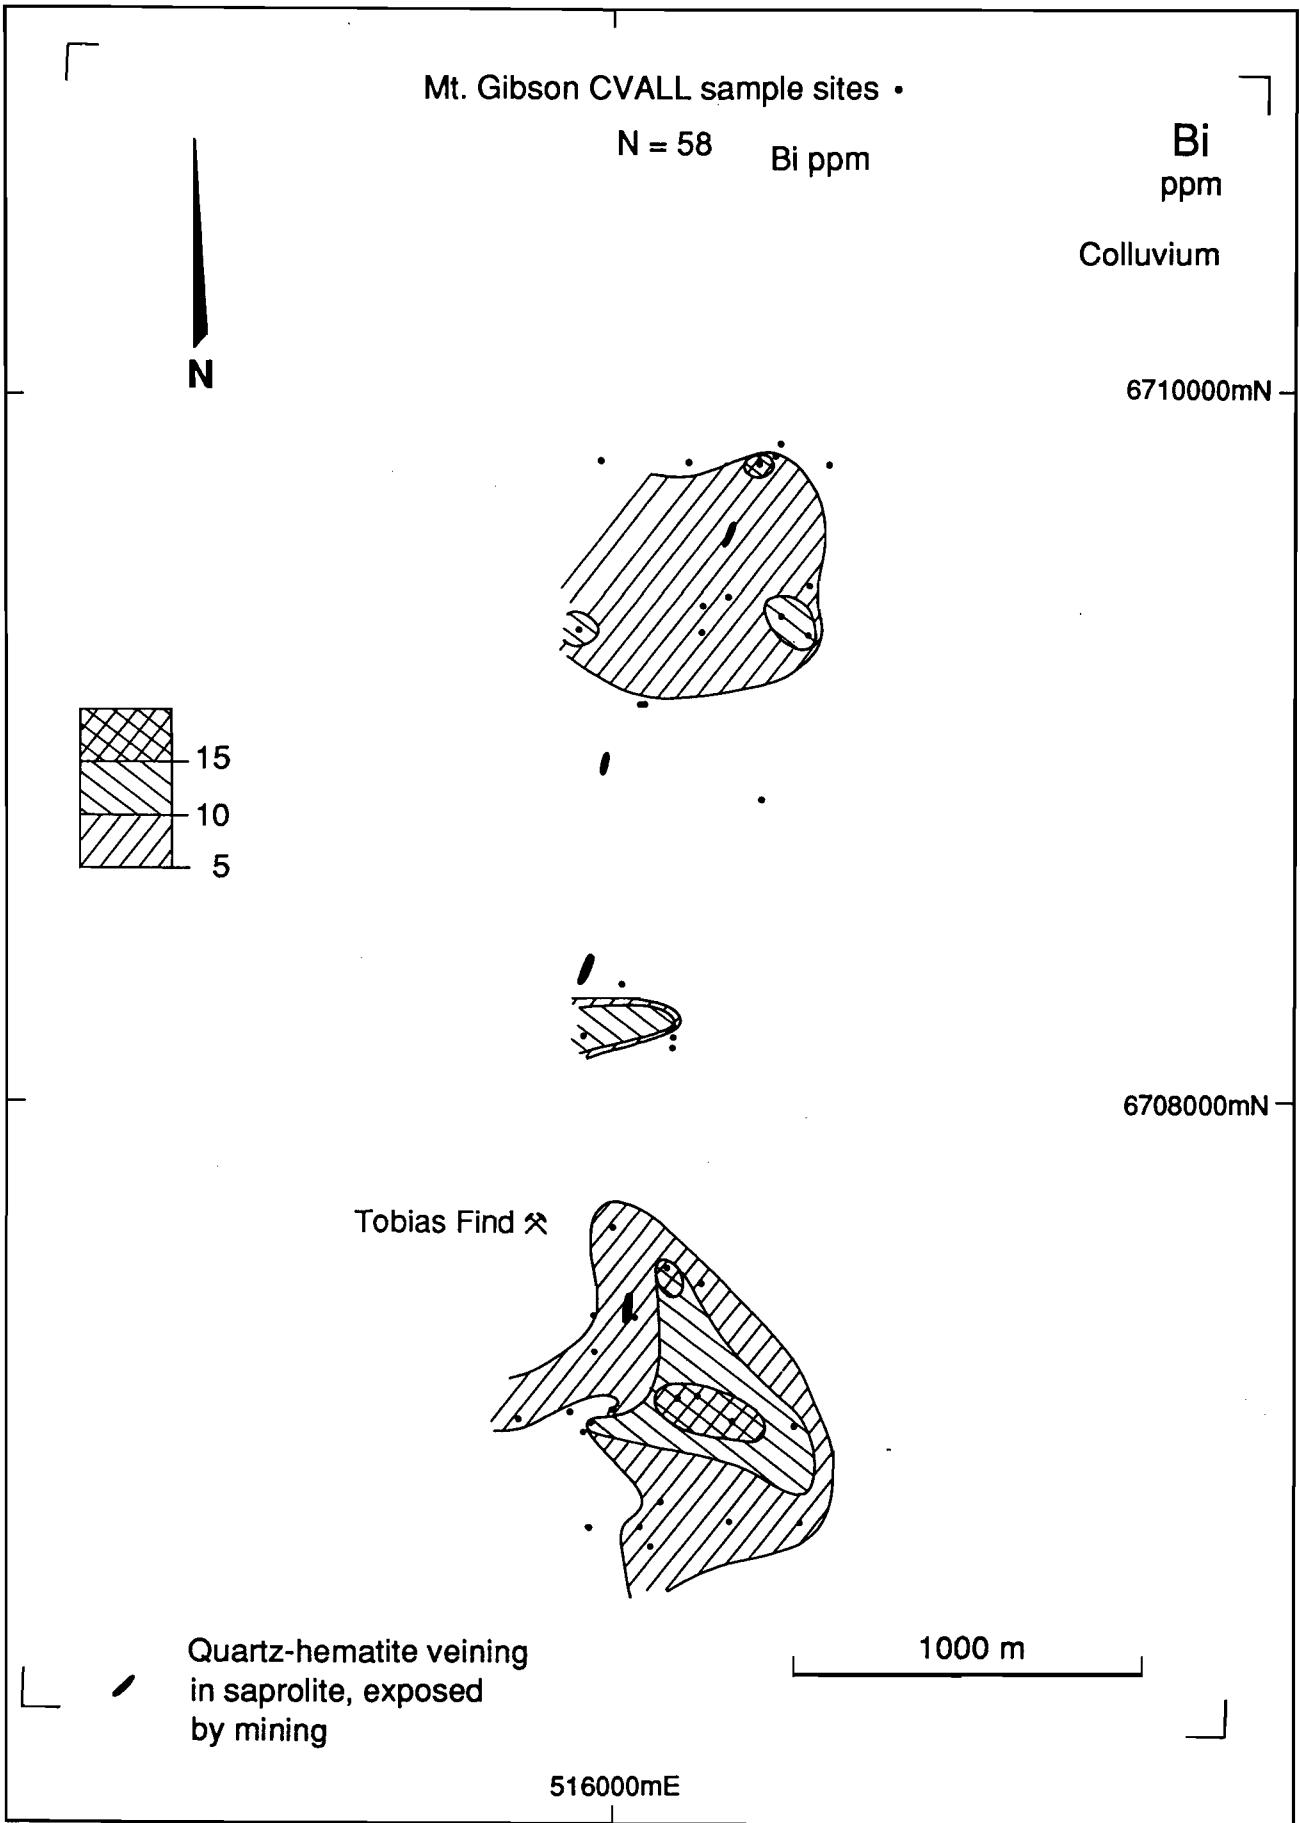 Mt. Gibson CVALL sample sites
N = 58
Bi ppm
Bi
ppm
Colluvium
N
6710000mN
15
10
5
6708000mN
Tobias Find
Quartz-hematite veining
in saprolite, exposed
by mining
1000 m
516000mE